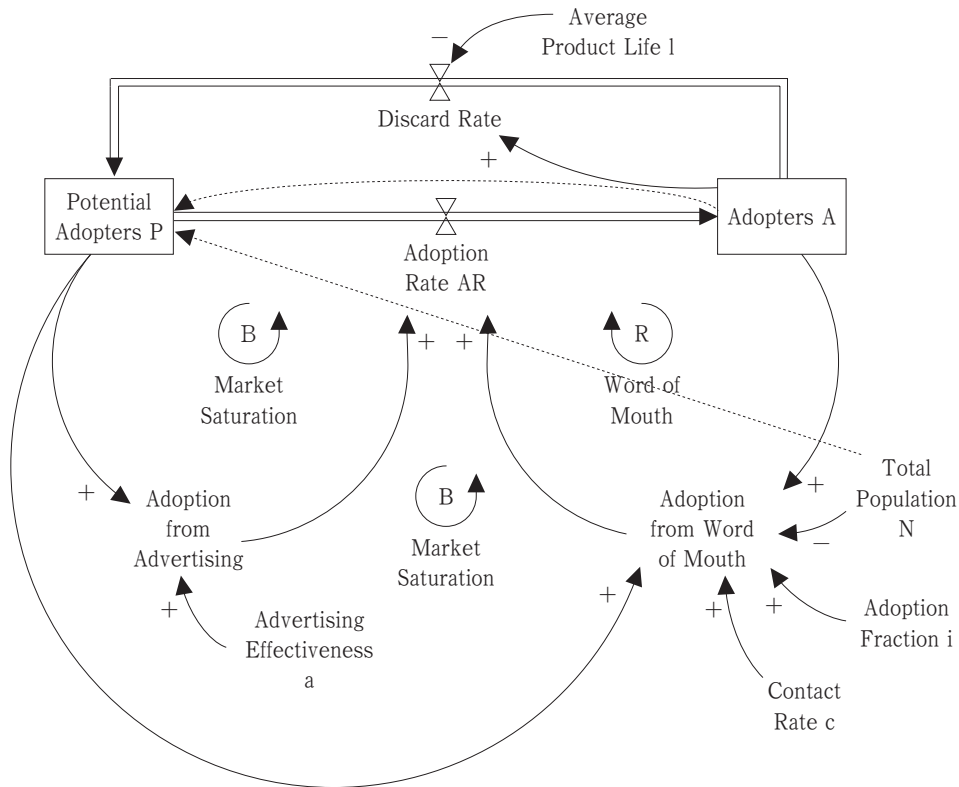 Average
Product Life l
−
Discard Rate
+
Potential
Adopters P
Adopters A
Adoption
Rate AR
B
Market
Saturation
+ +
R
Word of
Mouth
+
Adoption
from
Advertising
B
Market
Saturation
Adoption
from Word
of Mouth
+
−
Total
Population
N
+
Advertising
Effectiveness
a
+
+
+
Adoption
Fraction i
Contact
Rate c